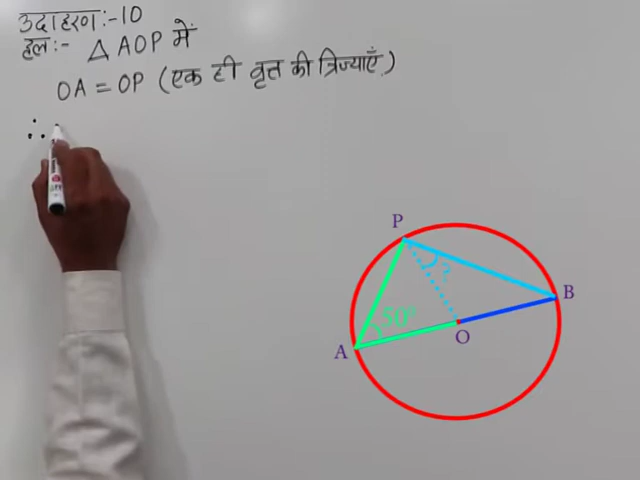 उदाहरण:-10
हल:- △ AOP में
OA = OP (एक ही वृत्त की त्रिज्याएँ)
∴
P
?
B
50°
A
O